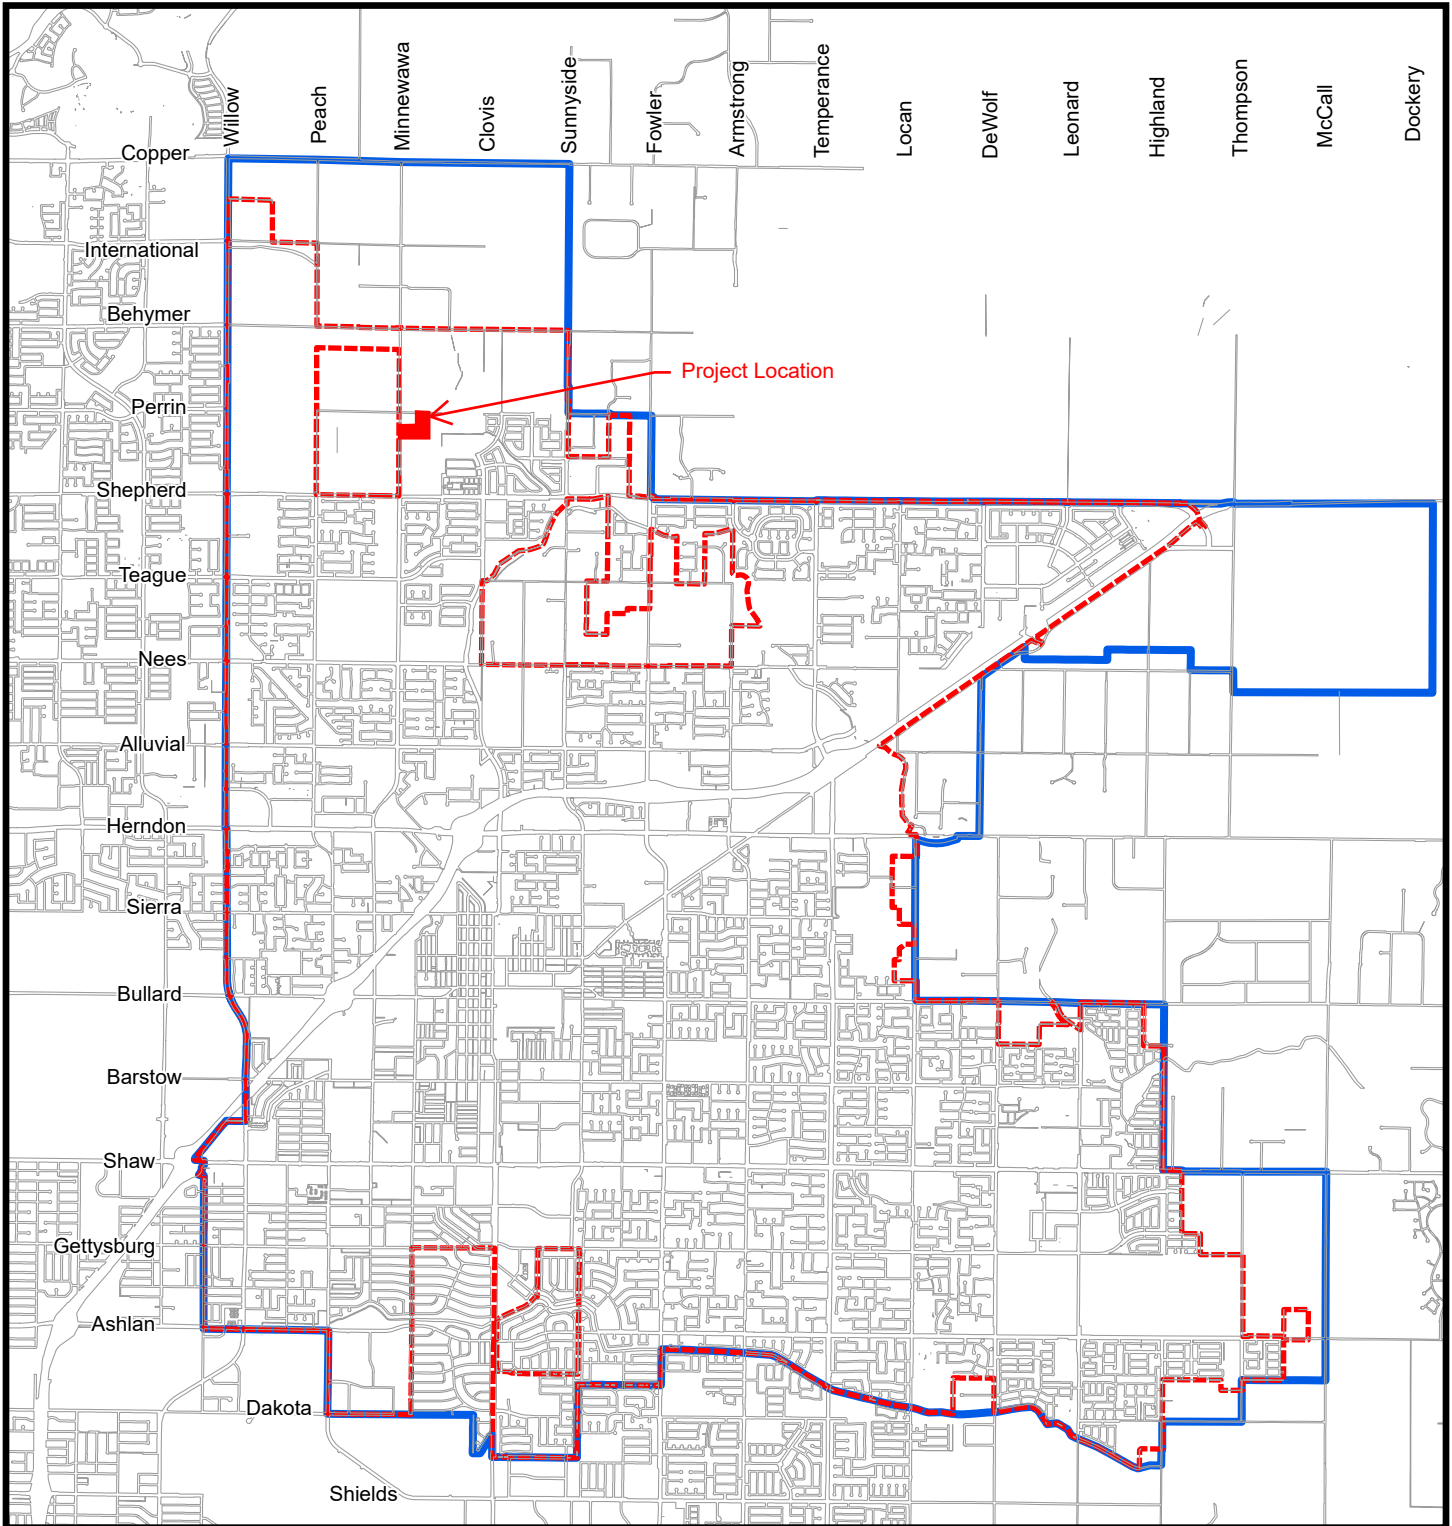 Willow
Peach
Minnewawa
Clovis
Sunnyside
Fowler
Armstrong
Temperance
Locan
DeWolf
Leonard
Highland
Thompson
McCall
Dockery
Copper
International
Behymer
Project Location
Perrin
Shepherd
Teague
Nees
Alluvial
Herndon
Sierra
Bullard
Barstow
Shaw
Gettysburg
Ashlan
Dakota
Shields